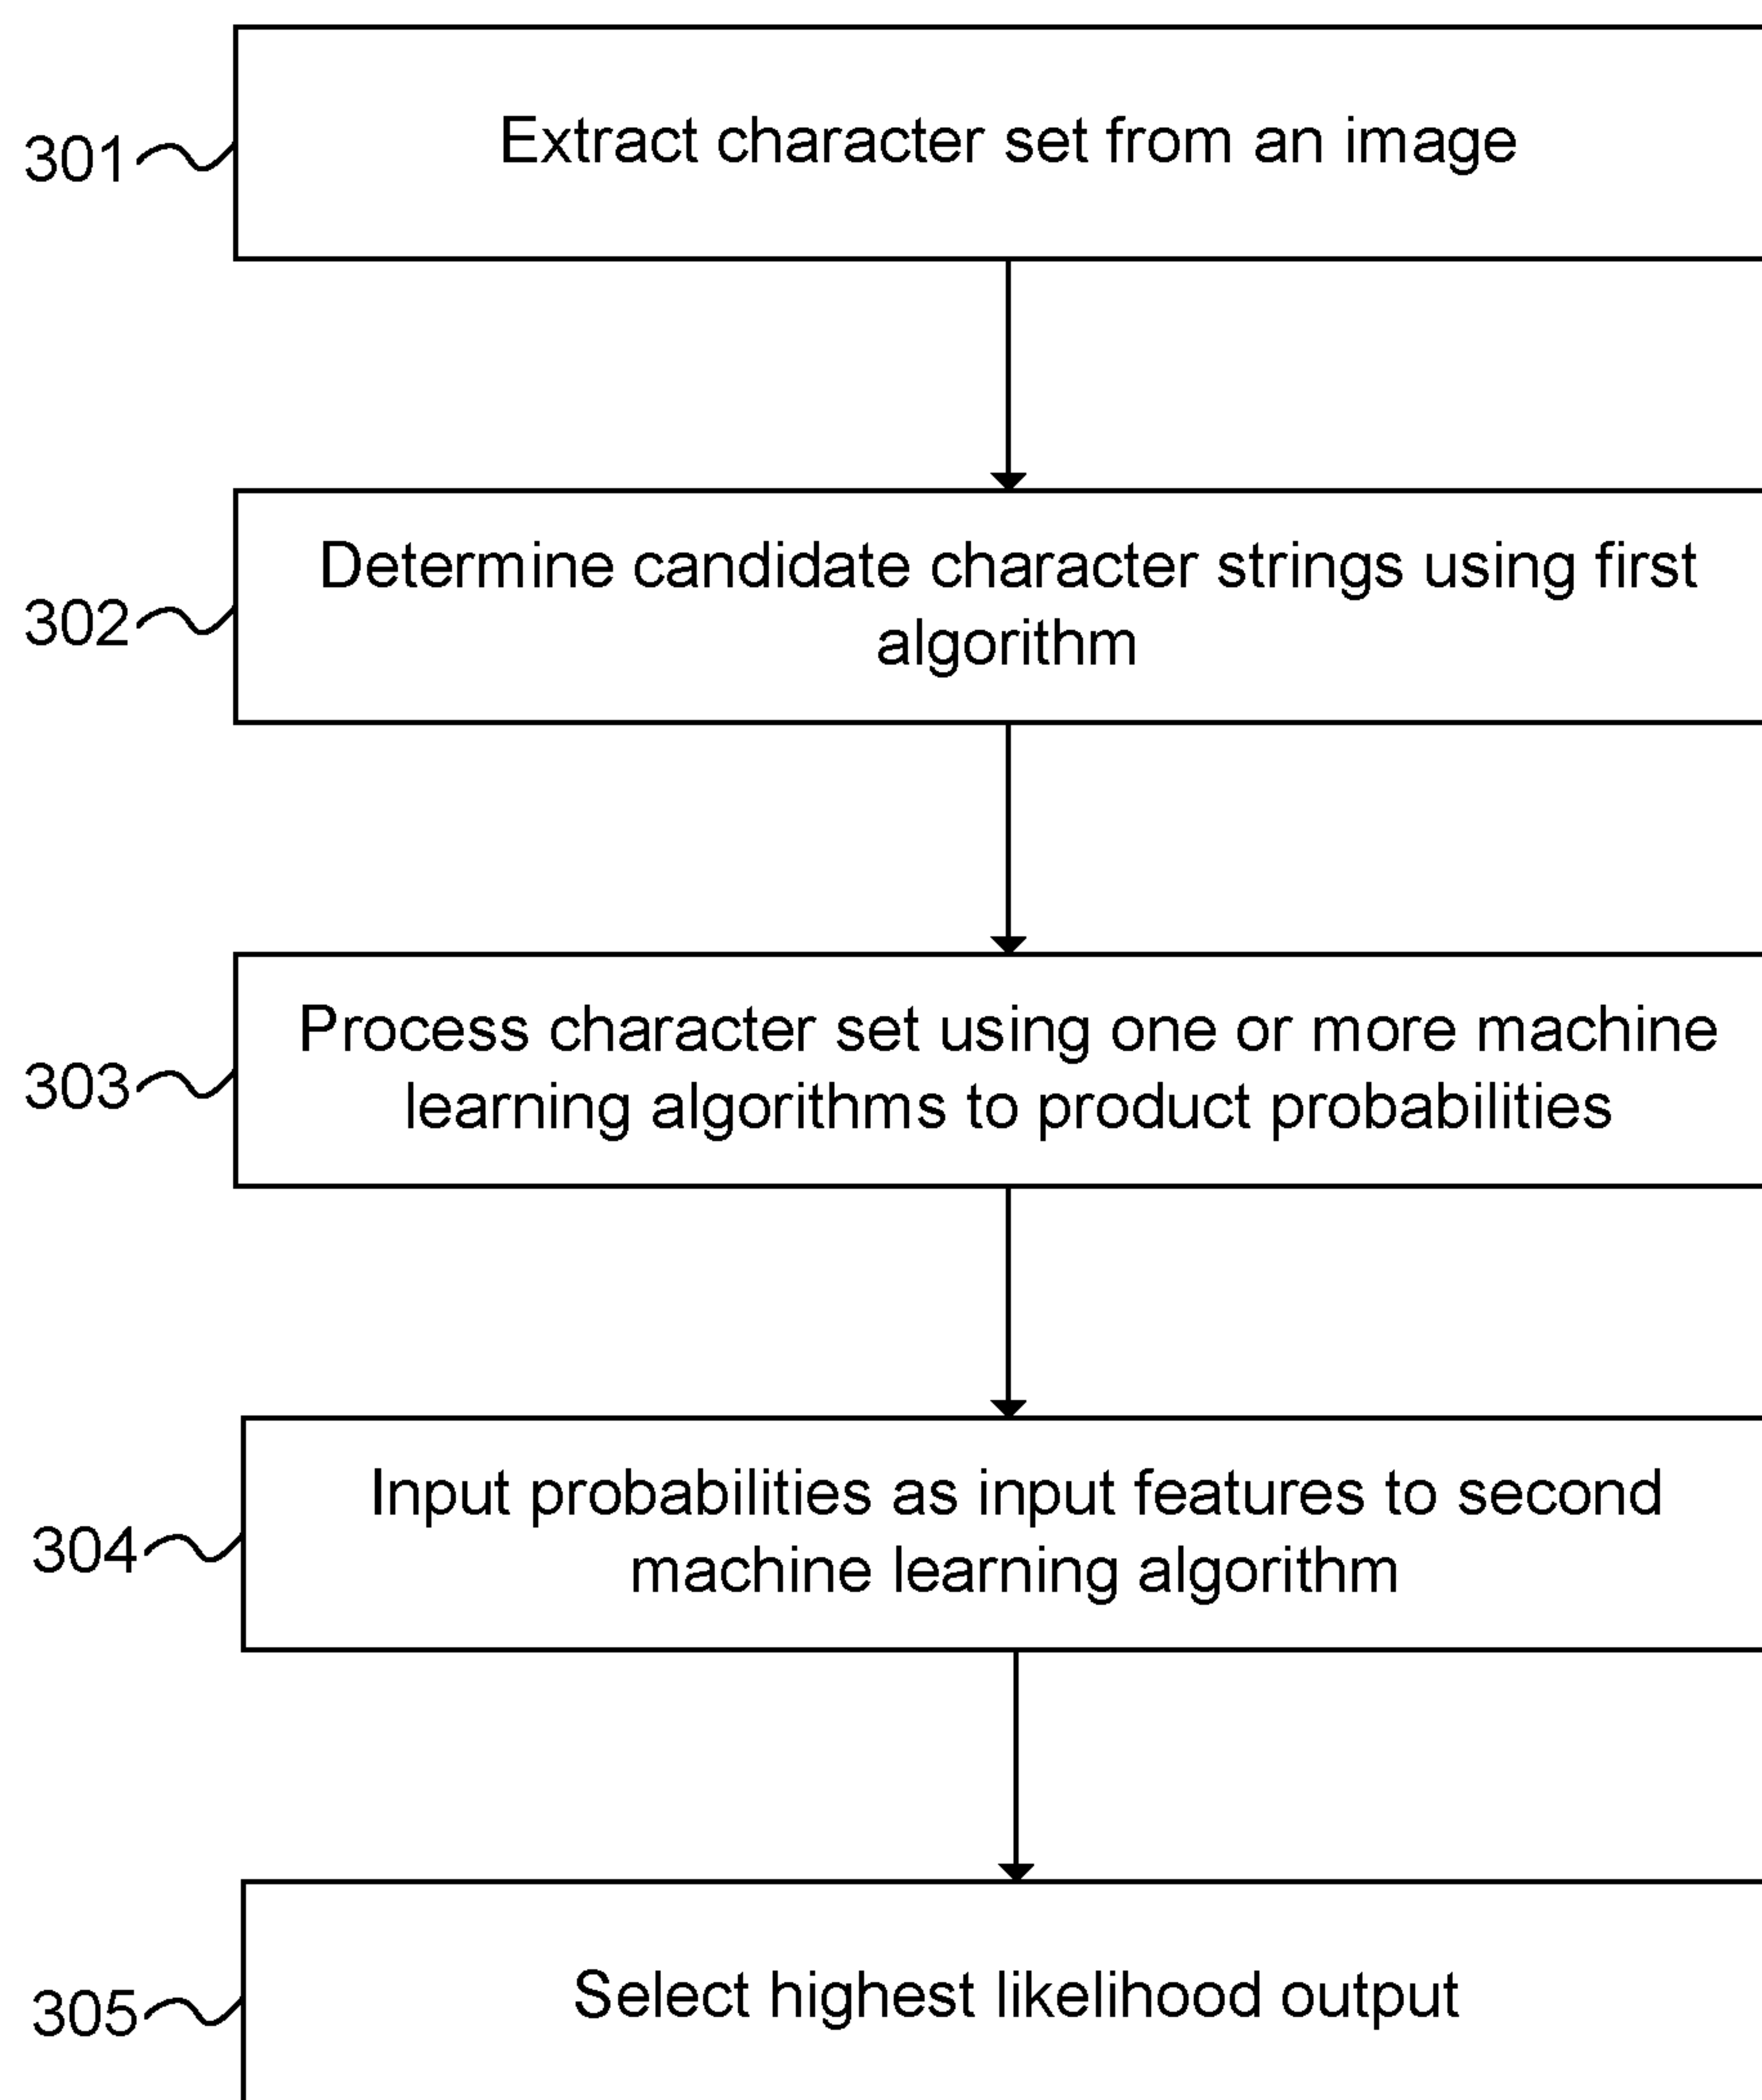 301
Extract character set from an image
302
Determine candidate character strings using first
algorithm
303
Process character set using one or more machine
learning algorithms to product probabilities
304
Input probabilities as input features to second
machine learning algorithm
305
Select highest likelihood output